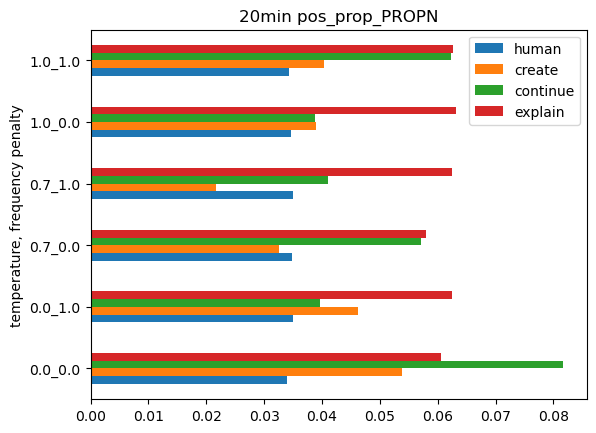 20min pos_prop_PROPN
human
create
continue
explain
temperature, frequency penalty
1.0_1.0
1.0_0.0
0.7_1.0
0.7_0.0
0.0_1.0
0.0_0.0
0.00 0.01 0.02 0.03 0.04 0.05 0.06 0.07 0.08